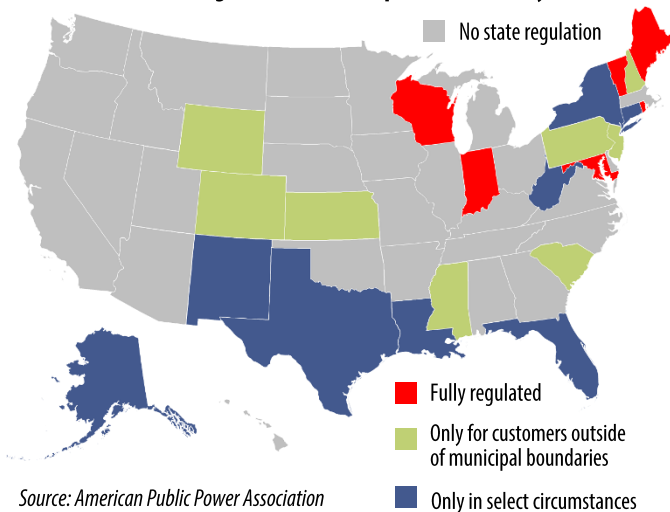 No state regulation
Fully regulated
Only for customers outside
of municipal boundaries
Only in select circumstances
Source: American Public Power Association